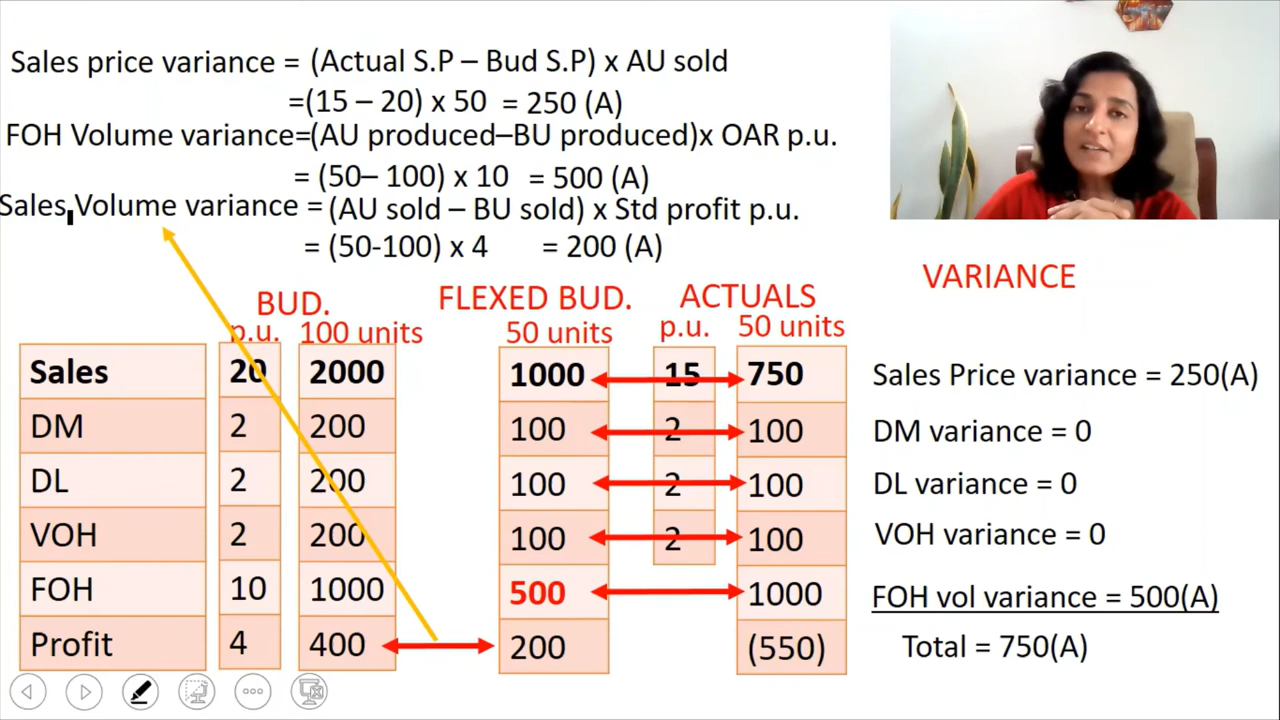 Sales price variance = (Actual S.P – Bud S.P) x AU sold
=(15 – 20) x 50 = 250 (A)
FOH Volume variance=(AU produced–BU produced)x OAR p.u.
= (50– 100) x 10 = 500 (A)
Sales Volume variance = (AU sold – BU sold) x Std profit p.u.
= (50-100) x 4 = 200 (A)
VARIANCE
BUD. FLEXED BUD. ACTUALS
p.u. 100 units 50 units p.u. 50 units
Sales 20 2000 1000 15 750 Sales Price variance = 250(A)
DM 2 200 100 2 100 DM variance = 0
DL 2 200 100 2 100 DL variance = 0
VOH 2 200 100 2 100 VOH variance = 0
FOH 10 1000 500 1000 FOH vol variance = 500(A)
Profit 4 400 200 (550) Total = 750(A)